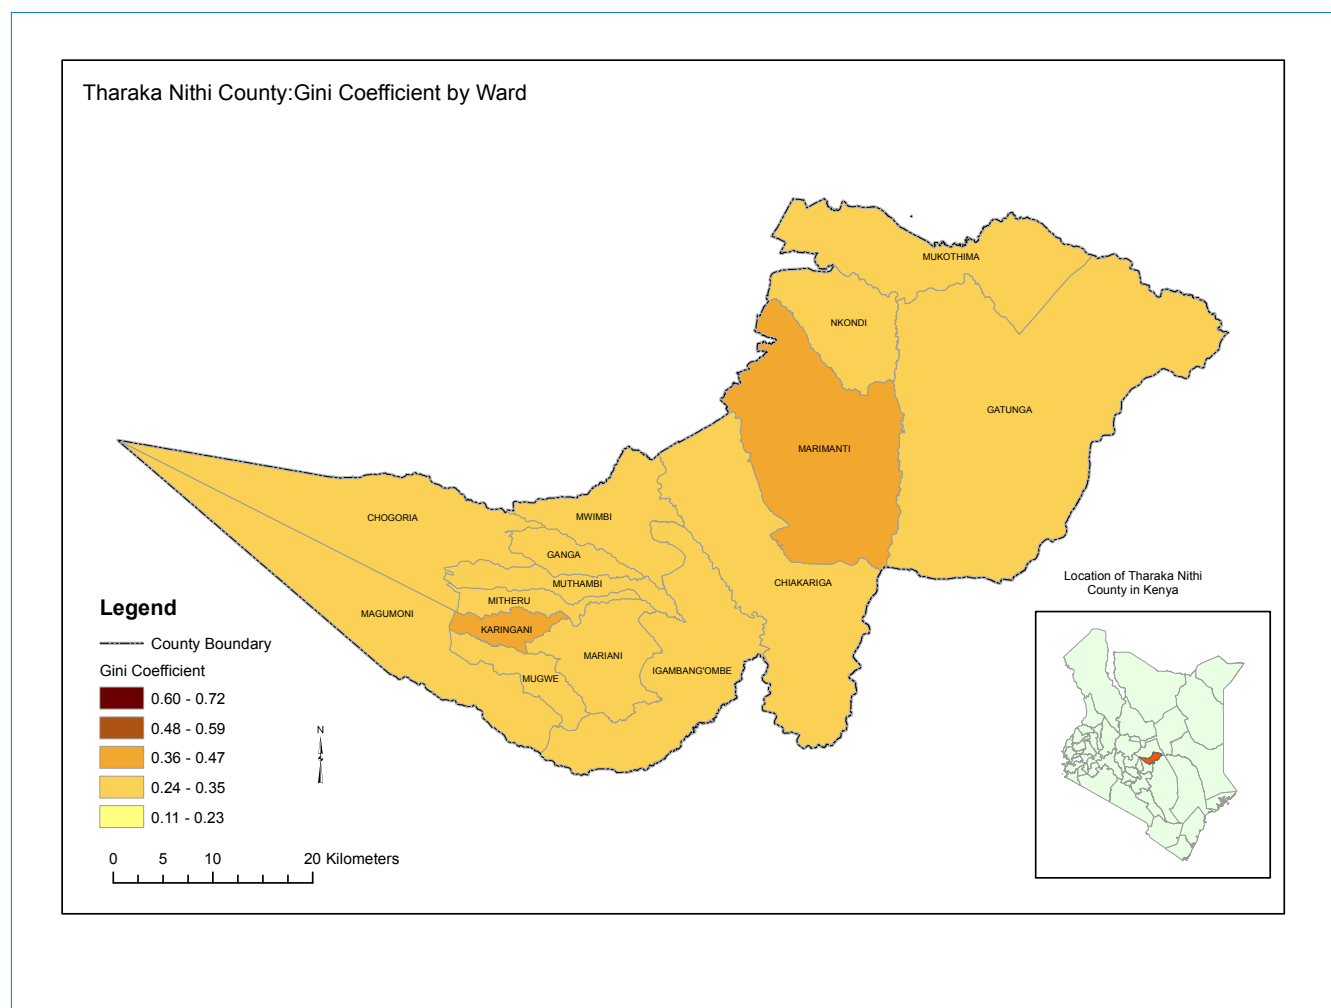 Tharaka Nithi County:Gini Coefficient by Ward
MUKOTHIMA
NKONDI
GATUNGA
MARIMANTI
CHOGORIA
MWIMBI
GANGA
MUTHAMBI
CHIAKARIGA
MITHERU
MAGUMONI
KARINGANI
MARIANI
IGAMBANG'OMBE
MUGWE
Location of Tharaka Nithi
County in Kenya
Legend
County Boundary
Gini Coefficient
0.60 - 0.72
0.48 - 0.59
0.36 - 0.47
0.24 - 0.35
0.11 - 0.23
N
0 5 10 20 Kilometers